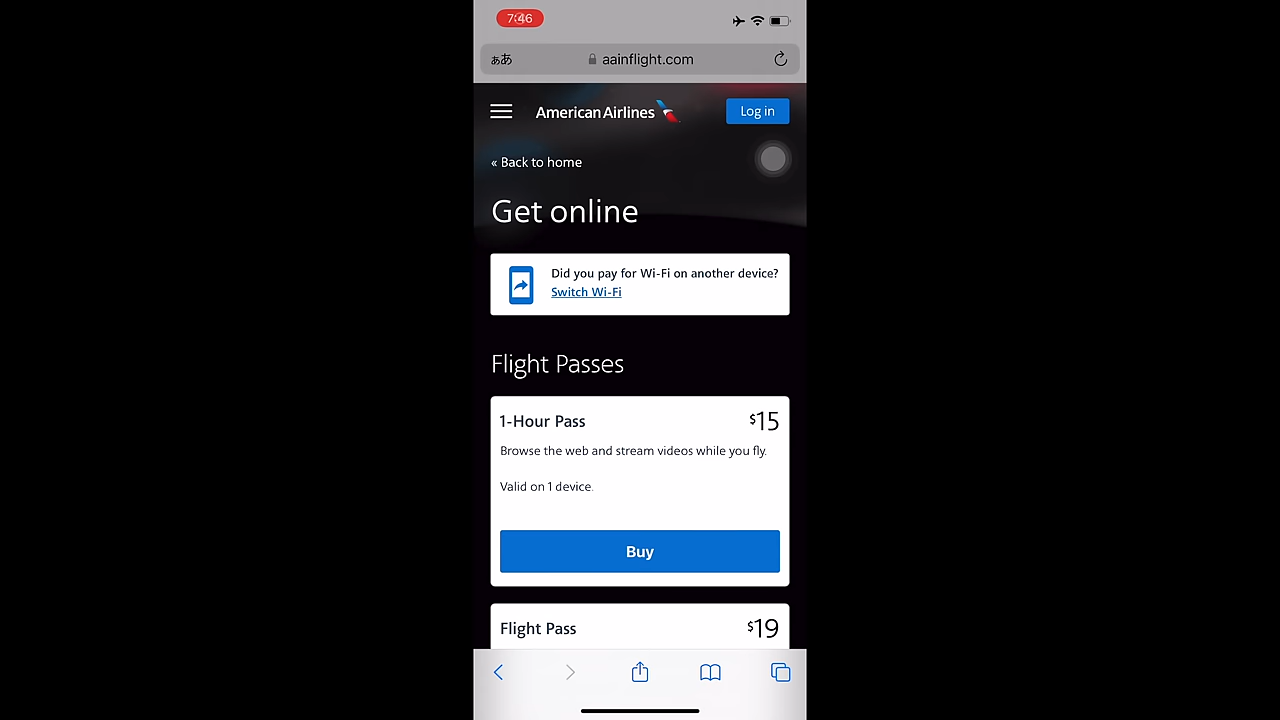 7:46
ぁあ aainflight.com
American Airlines Log in
« Back to home
Get online
Did you pay for Wi-Fi on another device?
Switch Wi-Fi
Flight Passes
1-Hour Pass $15
Browse the web and stream videos while you fly.
Valid on 1 device.
Buy
Flight Pass $19